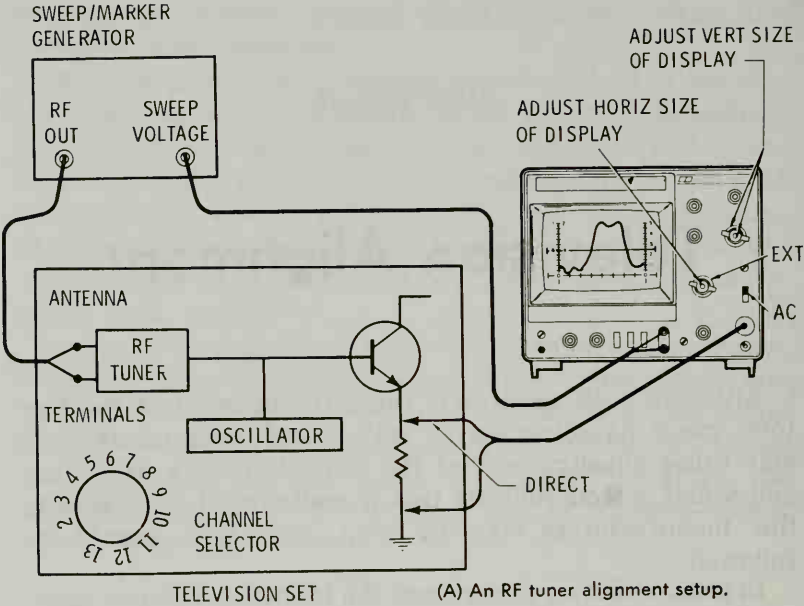 SWEEP/MARKER
GENERATOR
RF
OUT
SWEEP
VOLTAGE
ADJUST VERT SIZE
OF DISPLAY
ADJUST HORIZ SIZE
OF DISPLAY
EXT
AC
ANTENNA
RF
TUNER
TERMINALS
OSCILLATOR
DIRECT
2 3 4 5 6 7 8 9 10 11 12 13
CHANNEL
SELECTOR
TELEVISION SET
(A) An RF tuner alignment setup.